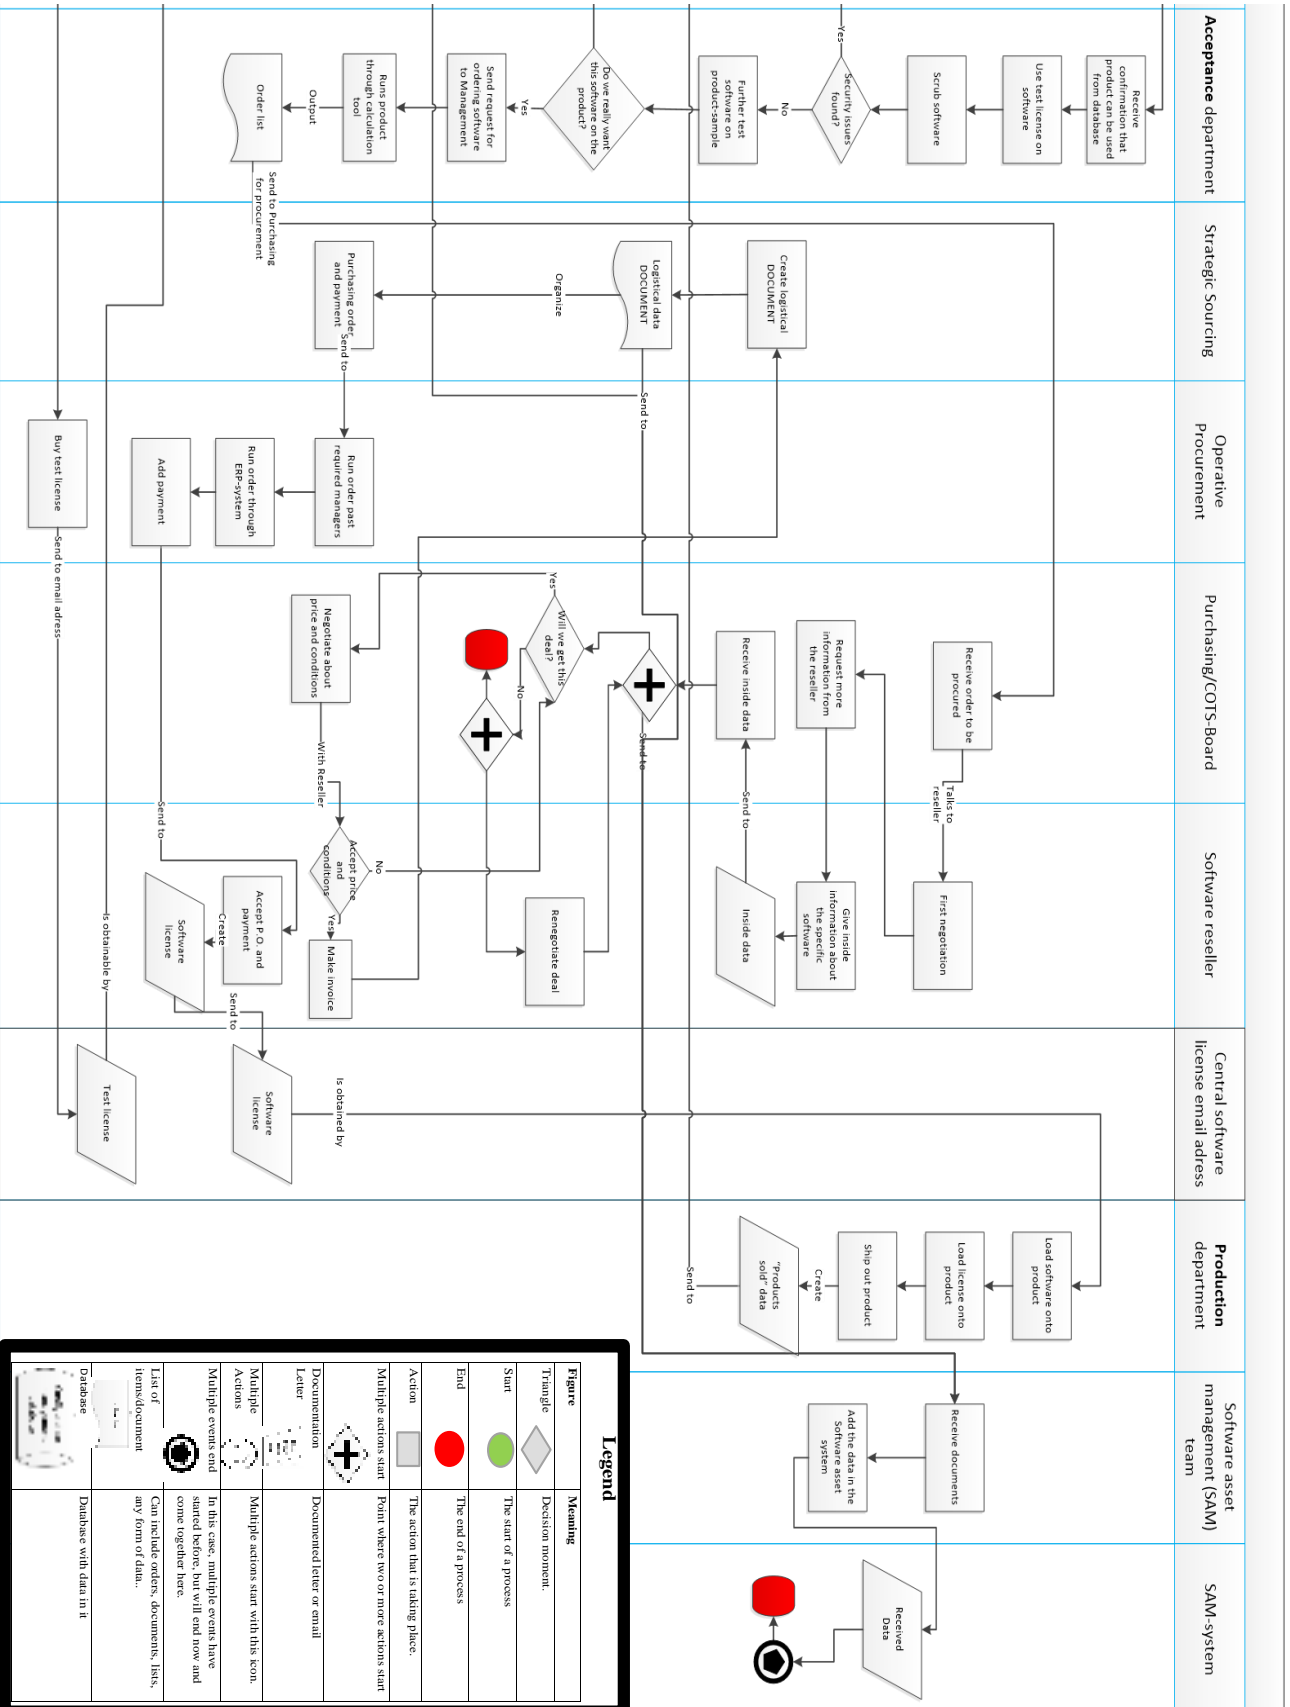 Acceptance department
Receive
confirmation that
product can be used
from database
Use test license on
software
Scrub software
Security issues
found?
Yes
No
Further test
software on
product-sample
Do we really want
this software on the
product?
Yes
Send request for
ordering software
to Management
Runs product
through calculation
tool
Output
Order list
Send to Purchasing
for procurement
Strategic Sourcing
Create logistical
DOCUMENT
Logistical data
DOCUMENT
Organize
Purchasing order
and payment
Send to
Send to
Operative
Procurement
Run order past
required managers
Run order through
ERP-system
Add payment
Buy test license
Send to email adress
Purchasing/COTS-Board
Receive order to be
procured
Talks to
reseller
Request more
information from
the reseller
Receive inside data
Send to
Will we get this
deal?
Yes
No
Negotiate about
price and conditions
With Reseller
Send to
Software reseller
First negotiation
Give inside
information about
the specific
software
Inside data
Send to
Renegotiate deal
Accept price
and
conditions
No
Yes
Make invoice
Accept P.O. and
payment
Create
Software
license
Send to
Is obtainable by
Central software
license email adress
Is obtained by
Software
license
Test license
Production
department
Load software onto
product
Load license onto
product
Ship out product
Create
"Products
sold" data
Send to
Software asset
management (SAM)
team
Receive documents
Add the data in the
Software asset
system
SAM-system
Received
Data
Legend
Figure
Meaning
Triangle
Decision moment.
Start
The start of a process
End
The end of a process
Action
The action that is taking place.
Multiple actions start
Point where two or more actions start
Documentation
Letter
Documented letter or email
Multiple
Actions
Multiple actions start with this icon.
Multiple events end
In this case, multiple events have
started before, but will end now and
come together here.
List of
items/document
Can include orders, documents, lists,
any form of data..
Database
Database with data in it